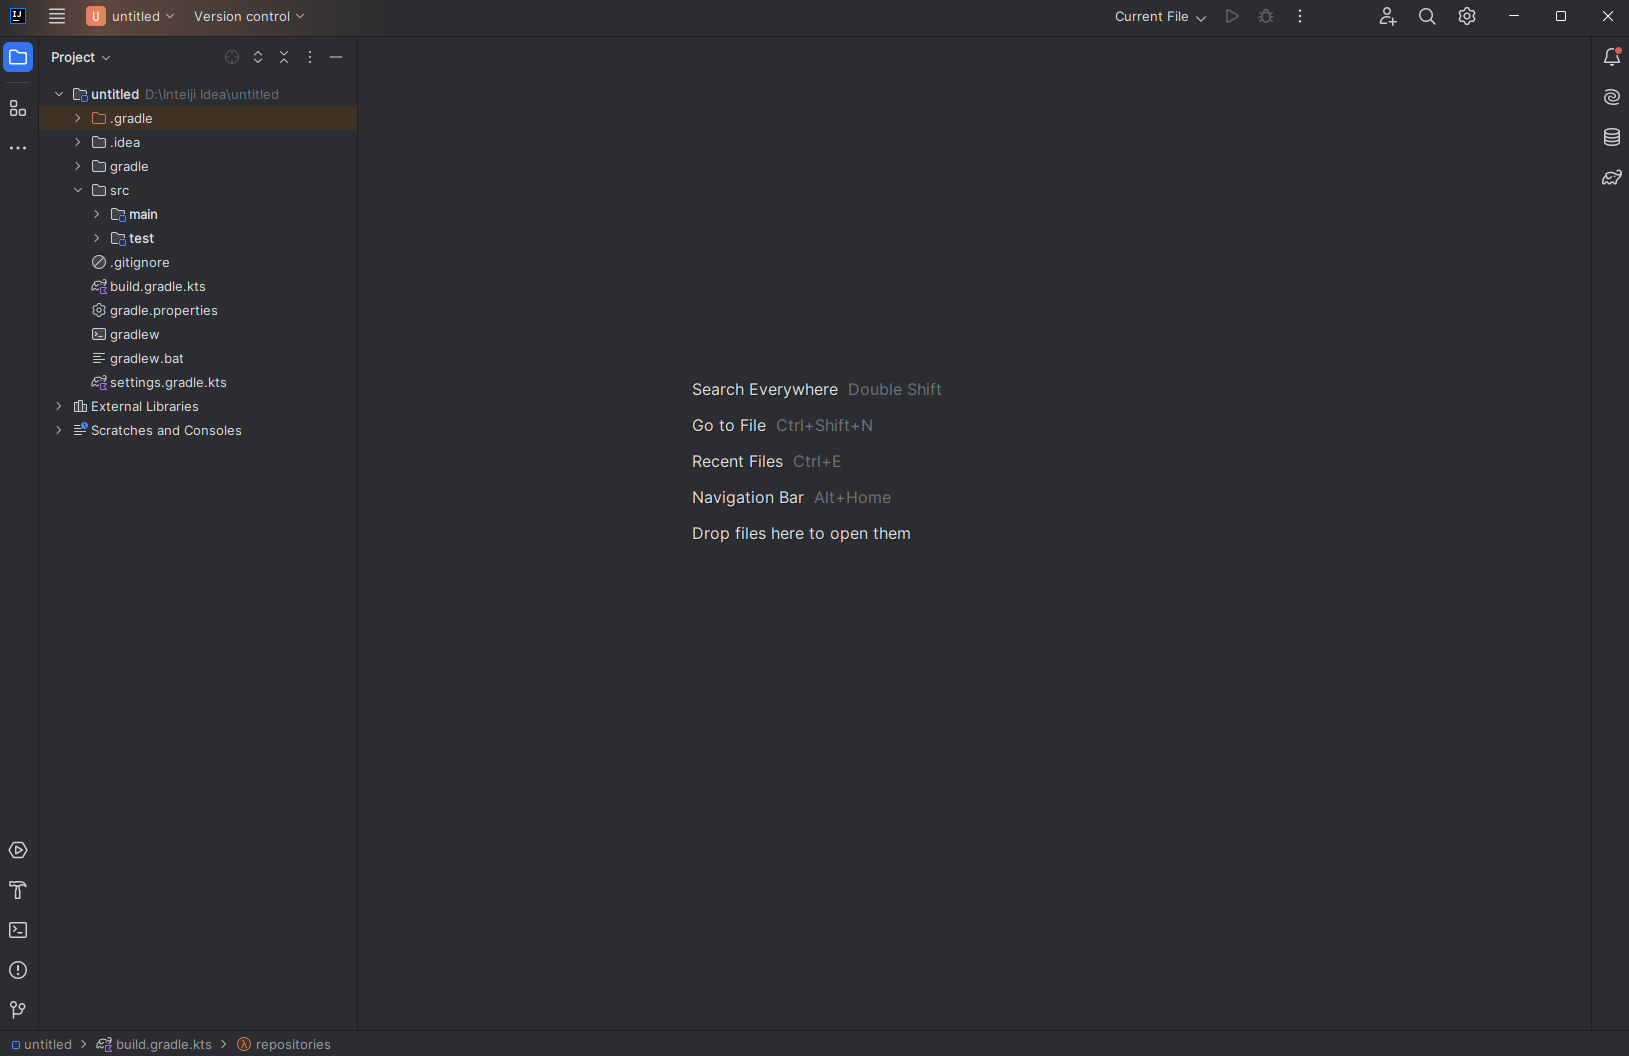 IJ
U untitled Version control Current File
Project
untitled D:\Intelji Idea\untitled
.gradle
.idea
gradle
src
main
test
.gitignore
build.gradle.kts
gradle.properties
gradlew
gradlew.bat
settings.gradle.kts
External Libraries
Scratches and Consoles
Search Everywhere Double Shift
Go to File Ctrl+Shift+N
Recent Files Ctrl+E
Navigation Bar Alt+Home
Drop files here to open them
untitled > build.gradle.kts > λ repositories